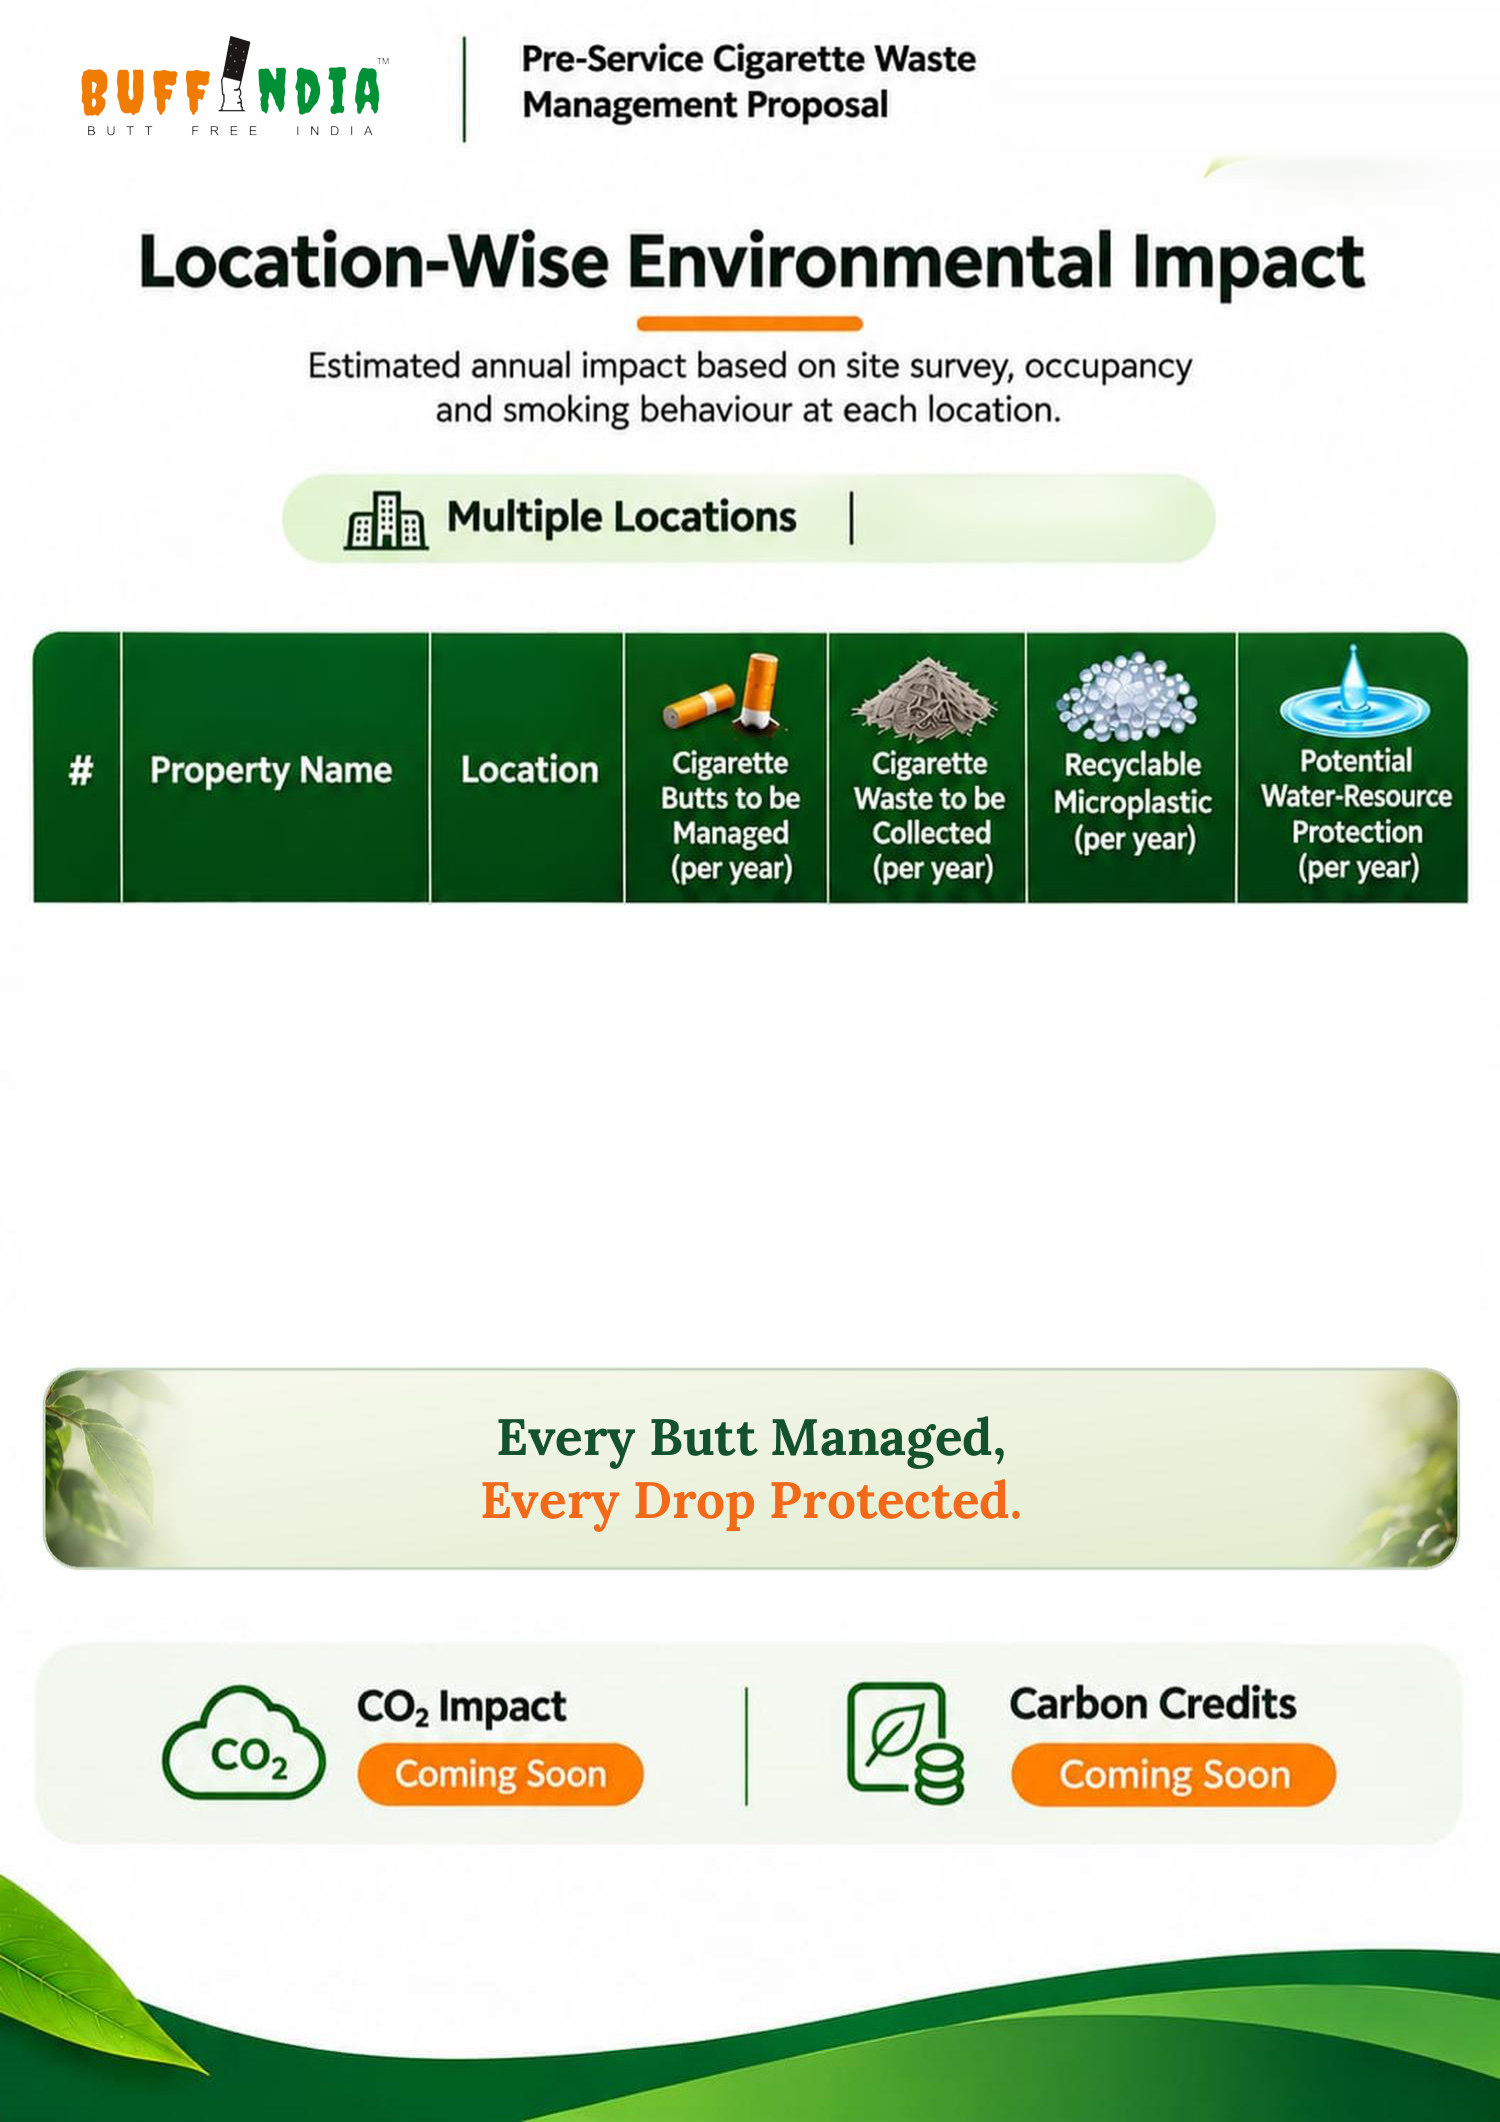 BUFFINDIA™
BUTT FREE INDIA
Pre-Service Cigarette Waste
Management Proposal
Location-Wise Environmental Impact
Estimated annual impact based on site survey, occupancy
and smoking behaviour at each location.
Multiple Locations |
#
Property Name
Location
Cigarette
Butts to be
Managed
(per year)
Cigarette
Waste to be
Collected
(per year)
Recyclable
Microplastic
(per year)
Potential
Water-Resource
Protection
(per year)
Every Butt Managed,
Every Drop Protected.
CO₂
CO₂ Impact
Coming Soon
Carbon Credits
Coming Soon